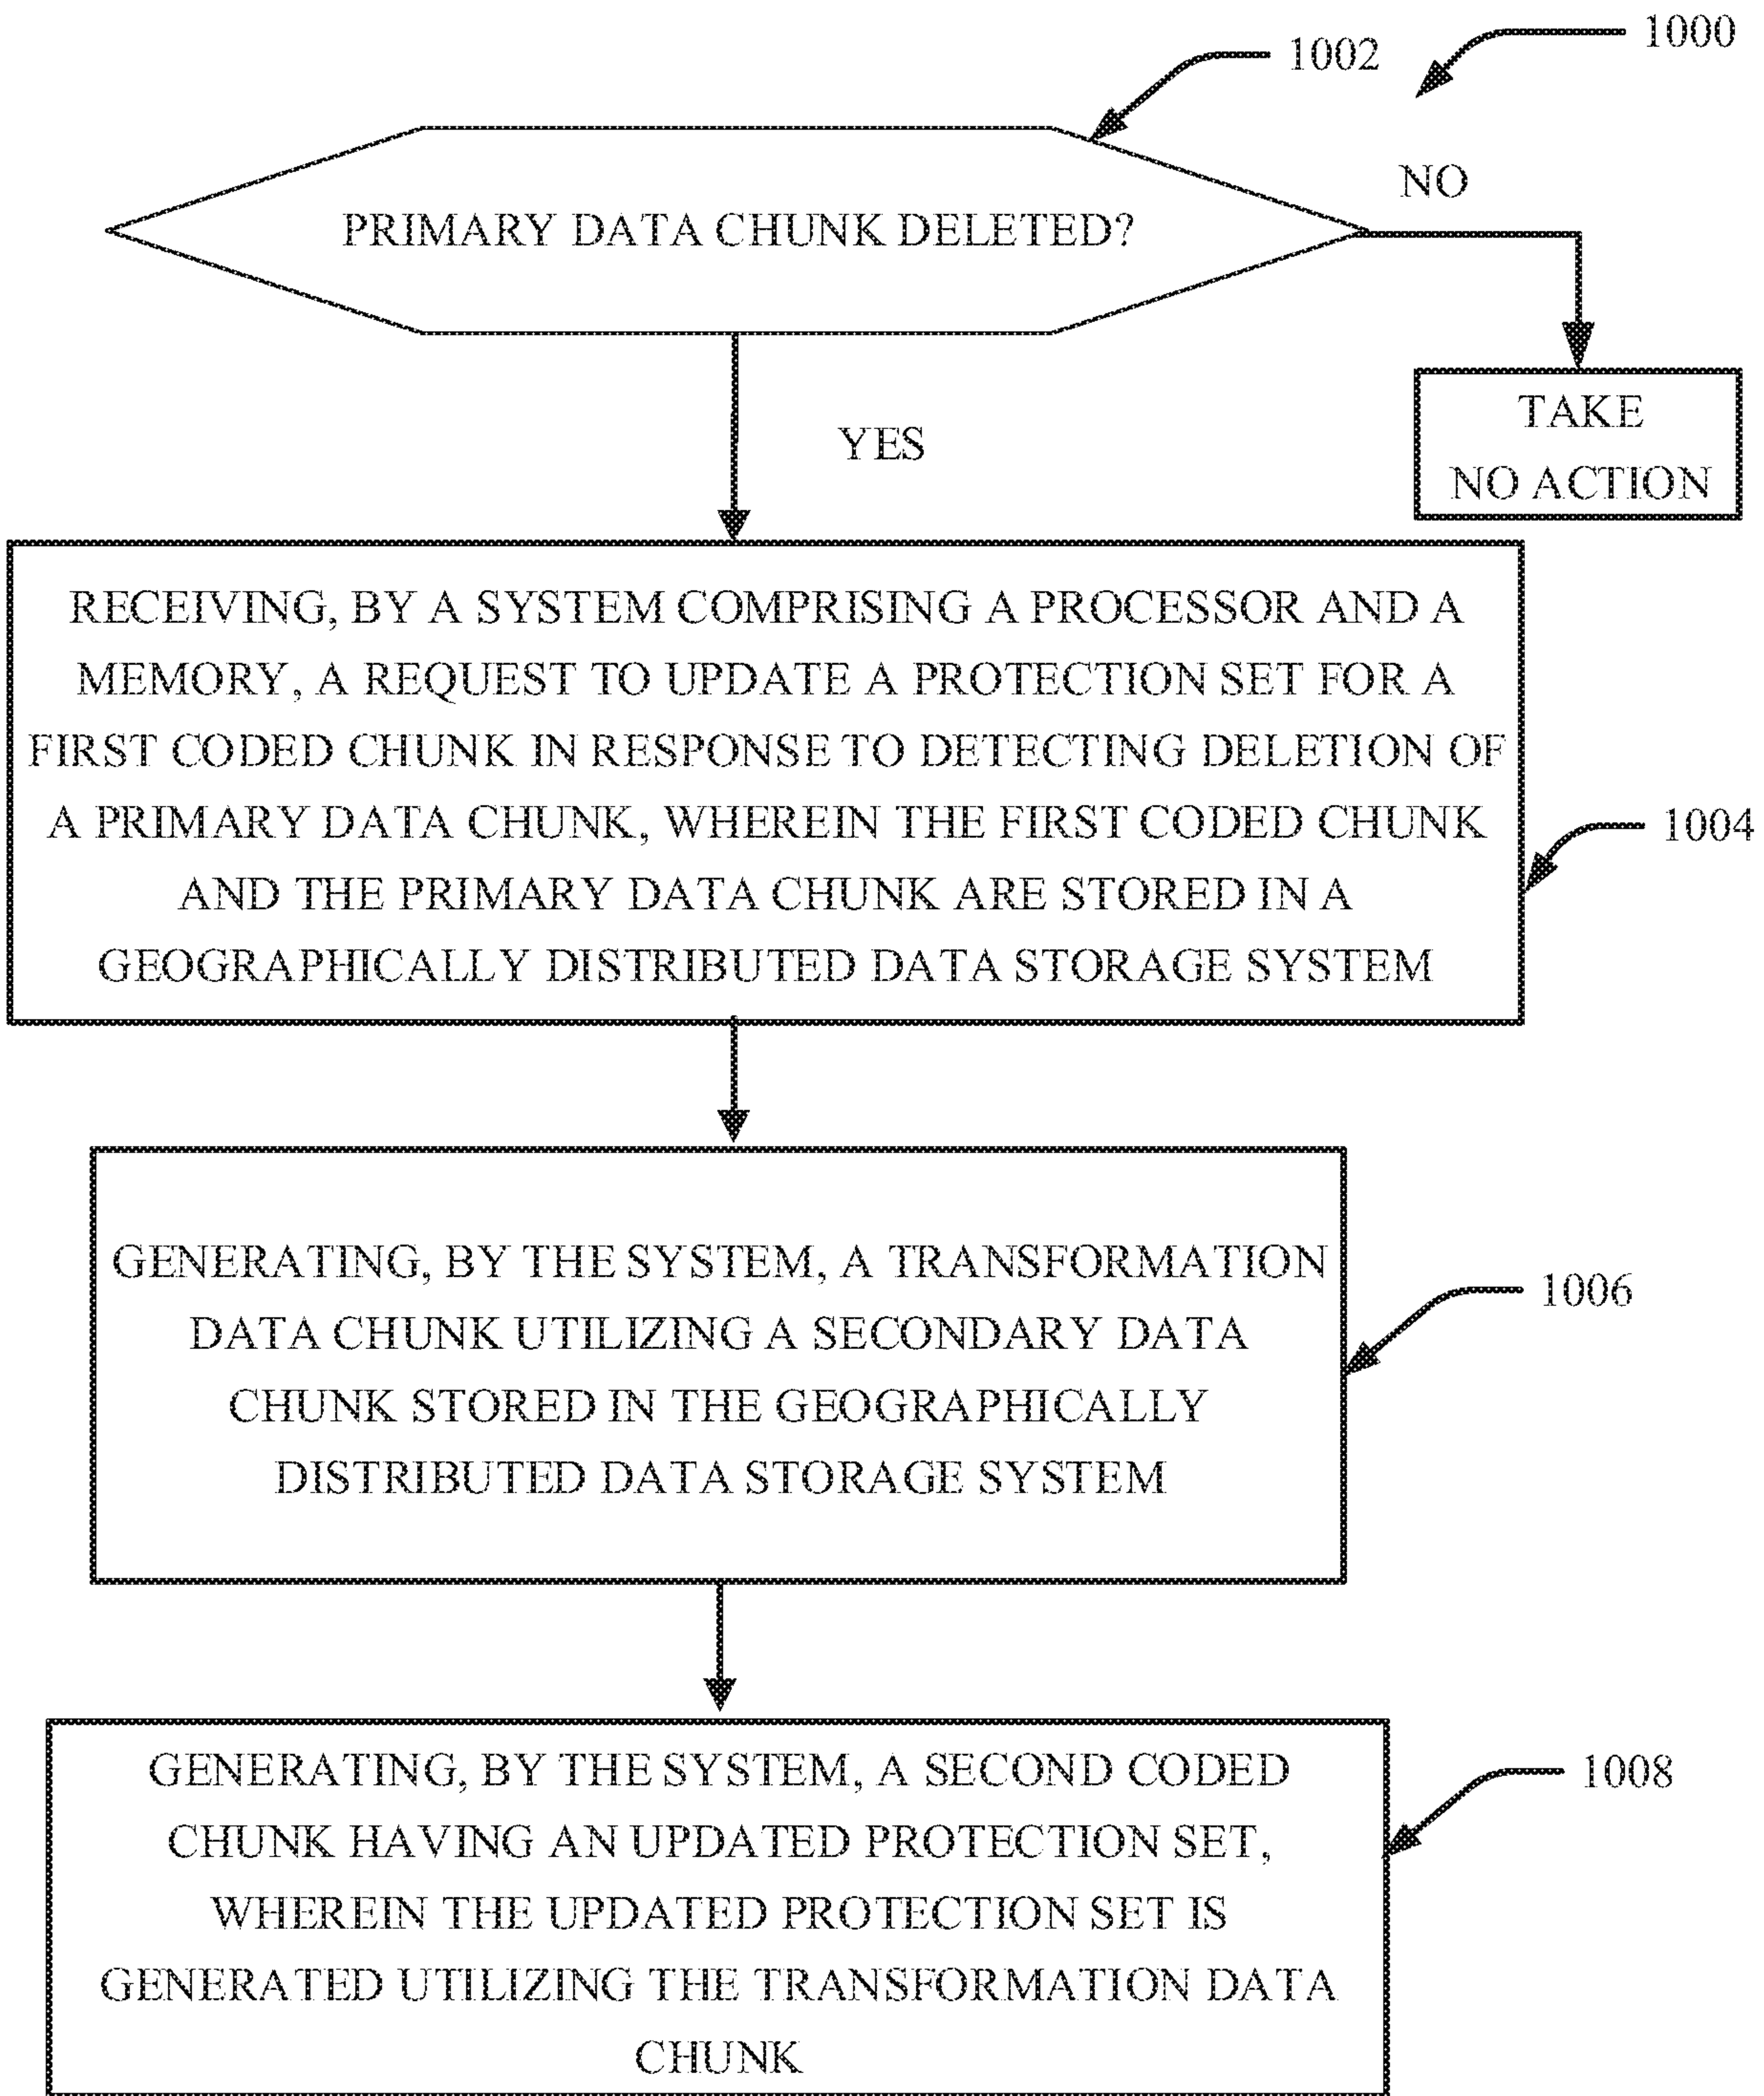 1000
1002
PRIMARY DATA CHUNK DELETED?
NO
TAKE
NO ACTION
YES
RECEIVING, BY A SYSTEM COMPRISING A PROCESSOR AND A
MEMORY, A REQUEST TO UPDATE A PROTECTION SET FOR A
FIRST CODED CHUNK IN RESPONSE TO DETECTING DELETION OF
A PRIMARY DATA CHUNK, WHEREIN THE FIRST CODED CHUNK
AND THE PRIMARY DATA CHUNK ARE STORED IN A
GEOGRAPHICALLY DISTRIBUTED DATA STORAGE SYSTEM
1004
GENERATING, BY THE SYSTEM, A TRANSFORMATION
DATA CHUNK UTILIZING A SECONDARY DATA
CHUNK STORED IN THE GEOGRAPHICALLY
DISTRIBUTED DATA STORAGE SYSTEM
1006
GENERATING, BY THE SYSTEM, A SECOND CODED
CHUNK HAVING AN UPDATED PROTECTION SET,
WHEREIN THE UPDATED PROTECTION SET IS
GENERATED UTILIZING THE TRANSFORMATION DATA
CHUNK
1008